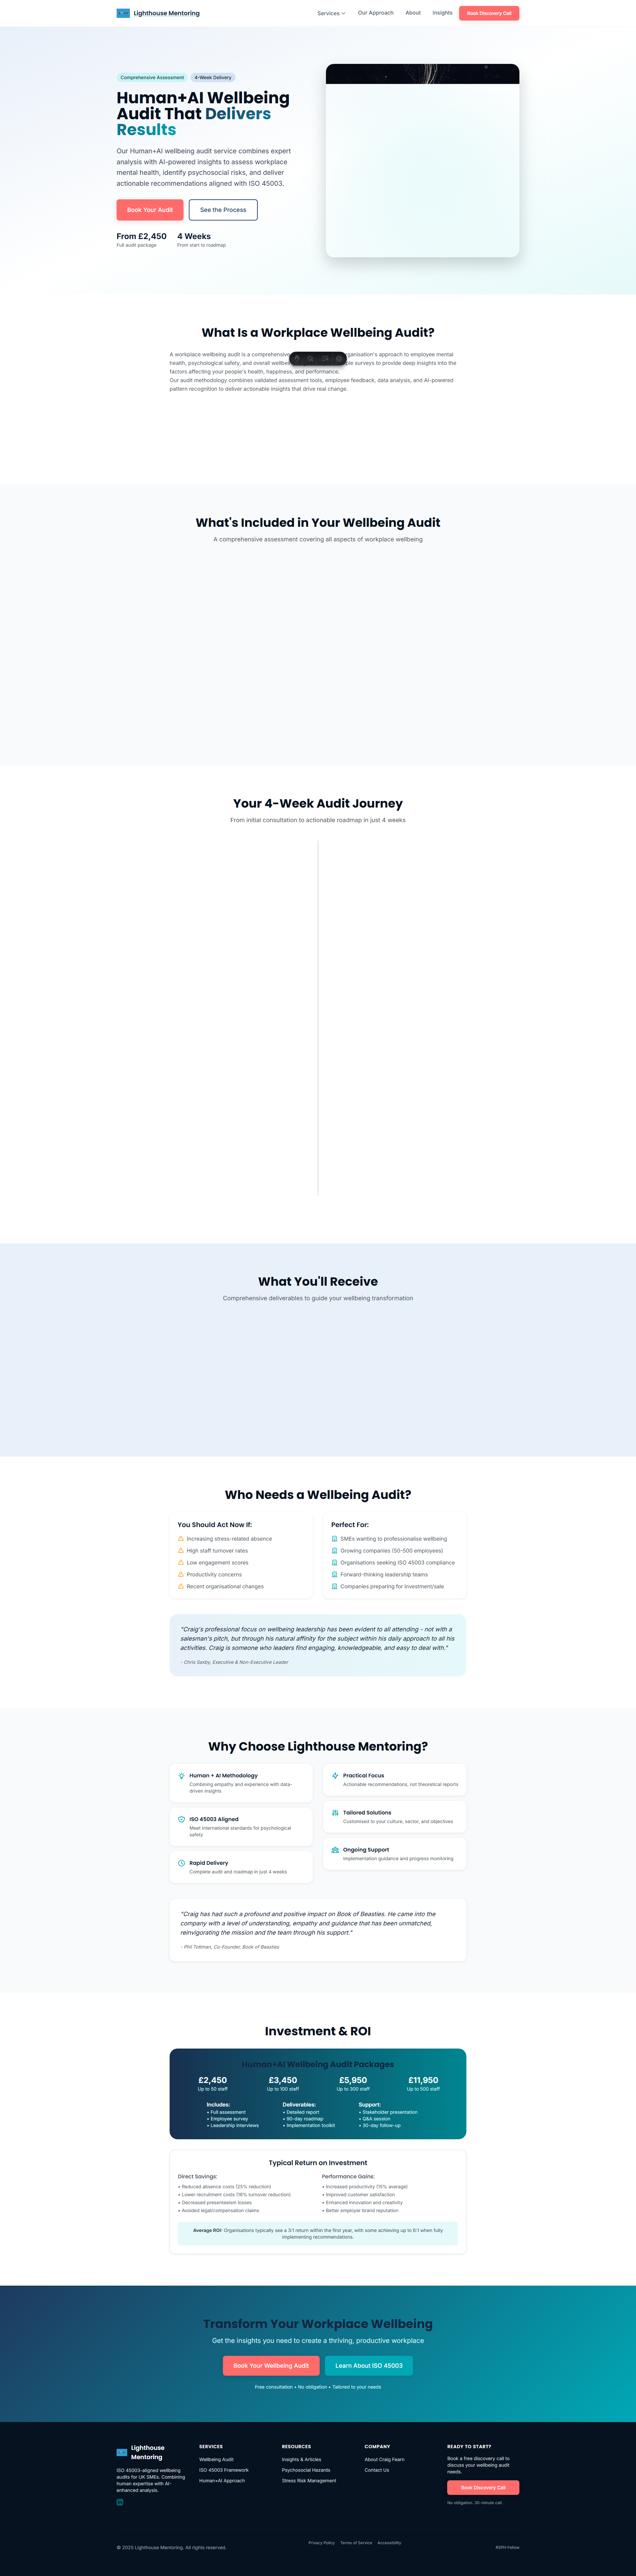 Lighthouse Mentoring
Services
Our Approach
About
Insights
Book Discovery Call
Comprehensive Assessment
4-Week Delivery
Human+AI Wellbeing
Audit That Delivers
Results
Our Human+AI wellbeing audit service combines expert
analysis with AI-powered insights to assess workplace
mental health, identify psychosocial risks, and deliver
actionable recommendations aligned with ISO 45003.
Book Your Audit
See the Process
From £2,450
Full audit package
4 Weeks
From start to roadmap
What Is a Workplace Wellbeing Audit?
A workplace wellbeing audit is a comprehensive organisation's approach to employee mental
health, psychological safety, and overall surveys to provide deep insights into the
factors affecting your people's health, happiness, and performance.
Our audit methodology combines validated assessment tools, employee feedback, data analysis, and AI-powered
pattern recognition to deliver actionable insights that drive real change.
What's Included in Your Wellbeing Audit
A comprehensive assessment covering all aspects of workplace wellbeing
Your 4-Week Audit Journey
From initial consultation to actionable roadmap in just 4 weeks
What You'll Receive
Comprehensive deliverables to guide your wellbeing transformation
Who Needs a Wellbeing Audit?
You Should Act Now If:
Increasing stress-related absence
High staff turnover rates
Low engagement scores
Productivity concerns
Recent organisational changes
Perfect For:
SMEs wanting to professionalise wellbeing
Growing companies (50-500 employees)
Organisations seeking ISO 45003 compliance
Forward-thinking leadership teams
Companies preparing for investment/sale
"Craig's professional focus on wellbeing leadership has been evident to all attending - not with a
salesman's pitch, but through his natural affinity for the subject within his daily approach to all his
activities. Craig is someone who leaders find engaging, knowledgeable, and easy to deal with."
- Chris Saxby, Executive & Non-Executive Leader
Why Choose Lighthouse Mentoring?
Human + AI Methodology
Combining empathy and experience with data-
driven insights
ISO 45003 Aligned
Meet international standards for psychological
safety
Rapid Delivery
Complete audit and roadmap in just 4 weeks
Practical Focus
Actionable recommendations, not theoretical reports
Tailored Solutions
Customised to your culture, sector, and objectives
Ongoing Support
Implementation guidance and progress monitoring
"Craig has had such a profound and positive impact on Book of Beasties. He came into the
company with a level of understanding, empathy and guidance that has been unmatched,
reinvigorating the mission and the team through his support."
- Phil Tottman, Co-Founder, Book of Beasties
Investment & ROI
Human+AI Wellbeing Audit Packages
£2,450
Up to 50 staff
£3,450
Up to 100 staff
£5,950
Up to 300 staff
£11,950
Up to 500 staff
Includes:
• Full assessment
• Employee survey
• Leadership interviews
Deliverables:
• Detailed report
• 90-day roadmap
• Implementation toolkit
Support:
• Stakeholder presentation
• Q&A session
• 30-day follow-up
Typical Return on Investment
Direct Savings:
• Reduced absence costs (25% reduction)
• Lower recruitment costs (16% turnover reduction)
• Decreased presenteeism losses
• Avoided legal/compensation claims
Performance Gains:
• Increased productivity (15% average)
• Improved customer satisfaction
• Enhanced innovation and creativity
• Better employer brand reputation
Average ROI: Organisations typically see a 3:1 return within the first year, with some achieving up to 6:1 when fully
implementing recommendations.
Transform Your Workplace Wellbeing
Get the insights you need to create a thriving, productive workplace
Book Your Wellbeing Audit
Learn About ISO 45003
Free consultation • No obligation • Tailored to your needs
Lighthouse
Mentoring
ISO 45003-aligned wellbeing
audits for UK SMEs. Combining
human expertise with AI-
enhanced analysis.
SERVICES
Wellbeing Audit
ISO 45003 Framework
Human+AI Approach
RESOURCES
Insights & Articles
Psychosocial Hazards
Stress Risk Management
COMPANY
About Craig Fearn
Contact Us
READY TO START?
Book a free discovery call to
discuss your wellbeing audit
needs.
Book Discovery Call
No obligation. 30-minute call
© 2025 Lighthouse Mentoring. All rights reserved.
Privacy Policy
Terms of Service
Accessibility
RSPH Fellow